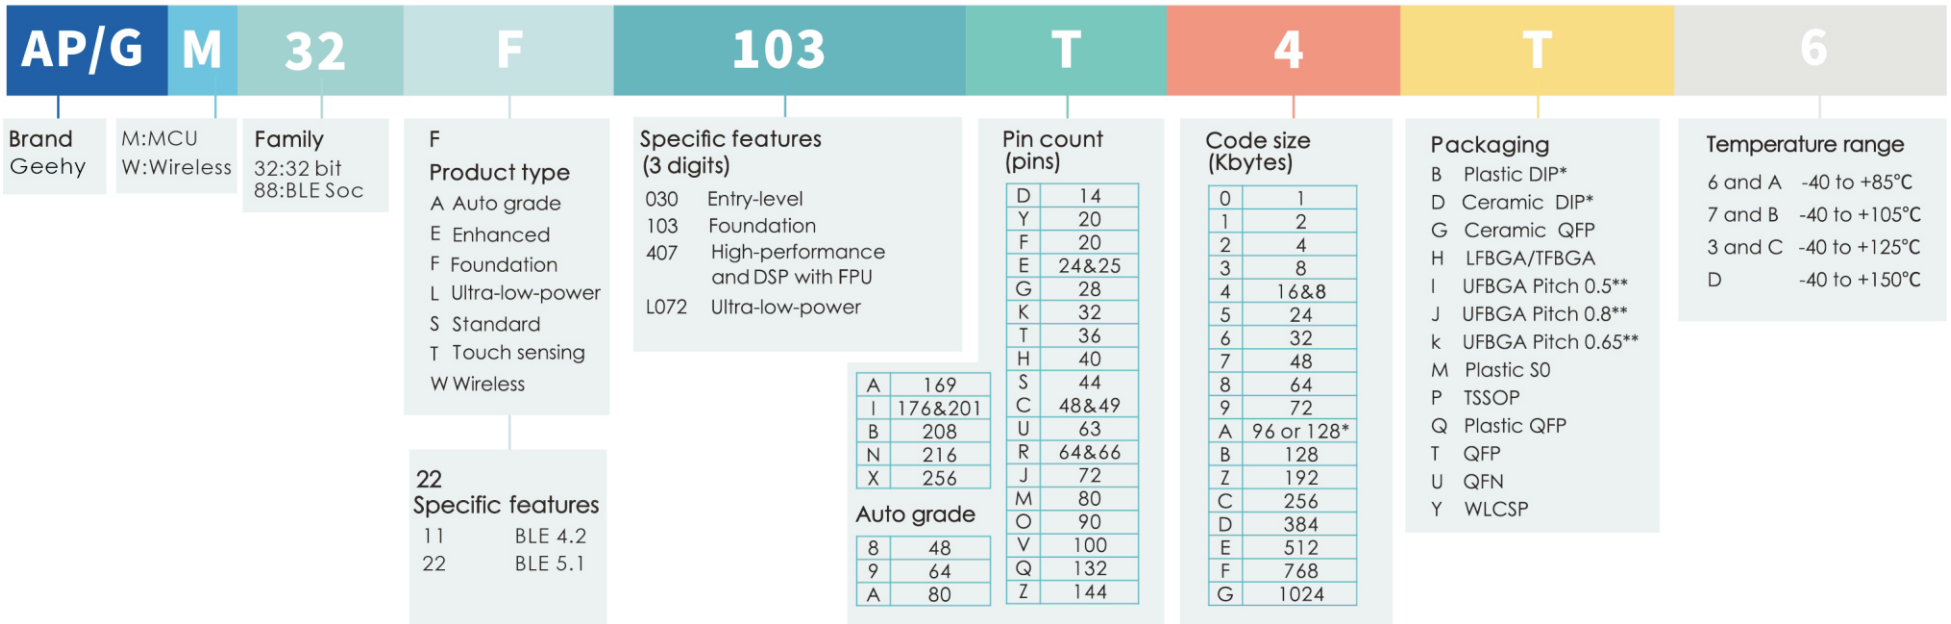 AP/G M 32 F 103 T 4 T 6
Brand
Geehy
M:MCU
W:Wireless
Family
32:32 bit
88:BLE Soc
F
Product type
A Auto grade
E Enhanced
F Foundation
L Ultra-low-power
S Standard
T Touch sensing
W Wireless
22
Specific features
11 BLE 4.2
22 BLE 5.1
Specific features
(3 digits)
030 Entry-level
103 Foundation
407 High-performance
and DSP with FPU
L072 Ultra-low-power
A 169
I 176&201
B 208
N 216
X 256
Auto grade
8 48
9 64
A 80
Pin count
(pins)
D 14
Y 20
F 20
E 24&25
G 28
K 32
T 36
H 40
S 44
C 48&49
U 63
R 64&66
J 72
M 80
O 90
V 100
Q 132
Z 144
Code size
(Kbytes)
0 1
1 2
2 4
3 8
4 16&8
5 24
6 32
7 48
8 64
9 72
A 96 or 128*
B 128
Z 192
C 256
D 384
E 512
F 768
G 1024
Packaging
B Plastic DIP*
D Ceramic DIP*
G Ceramic QFP
H LFBGA/TFBGA
I UFBGA Pitch 0.5**
J UFBGA Pitch 0.8**
k UFBGA Pitch 0.65**
M Plastic S0
P TSSOP
Q Plastic QFP
T QFP
U QFN
Y WLCSP
Temperature range
6 and A -40 to +85°C
7 and B -40 to +105°C
3 and C -40 to +125°C
D -40 to +150°C